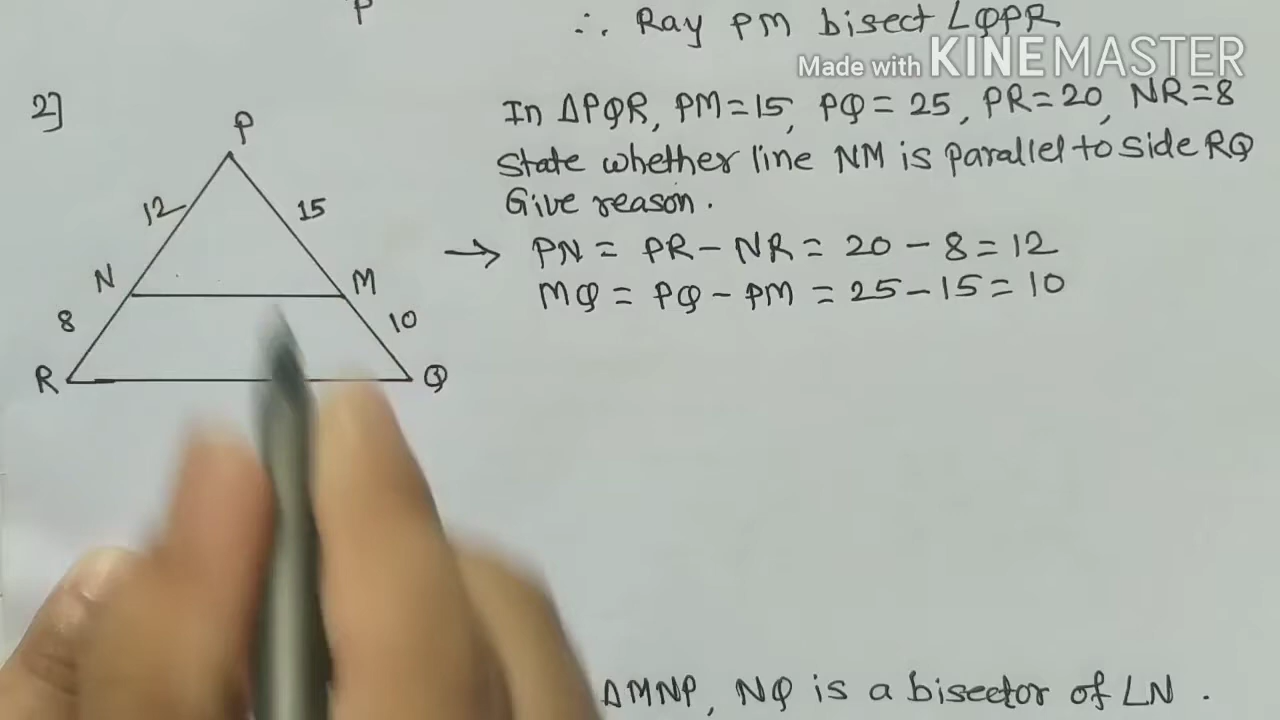 P
∴ Ray PM bisect ∠QPR
Made with KINEMASTER
2]
In ΔPQR, PM=15, PQ=25, PR=20, NR=8
State whether line NM is parallel to side RQ
Give reason.
→ PN = PR - NR = 20 - 8 = 12
MQ = PQ - PM = 25 - 15 = 10
P
12
15
N
M
8
10
R
Q
ΔMNP, NQ is a bisector of ∠N.